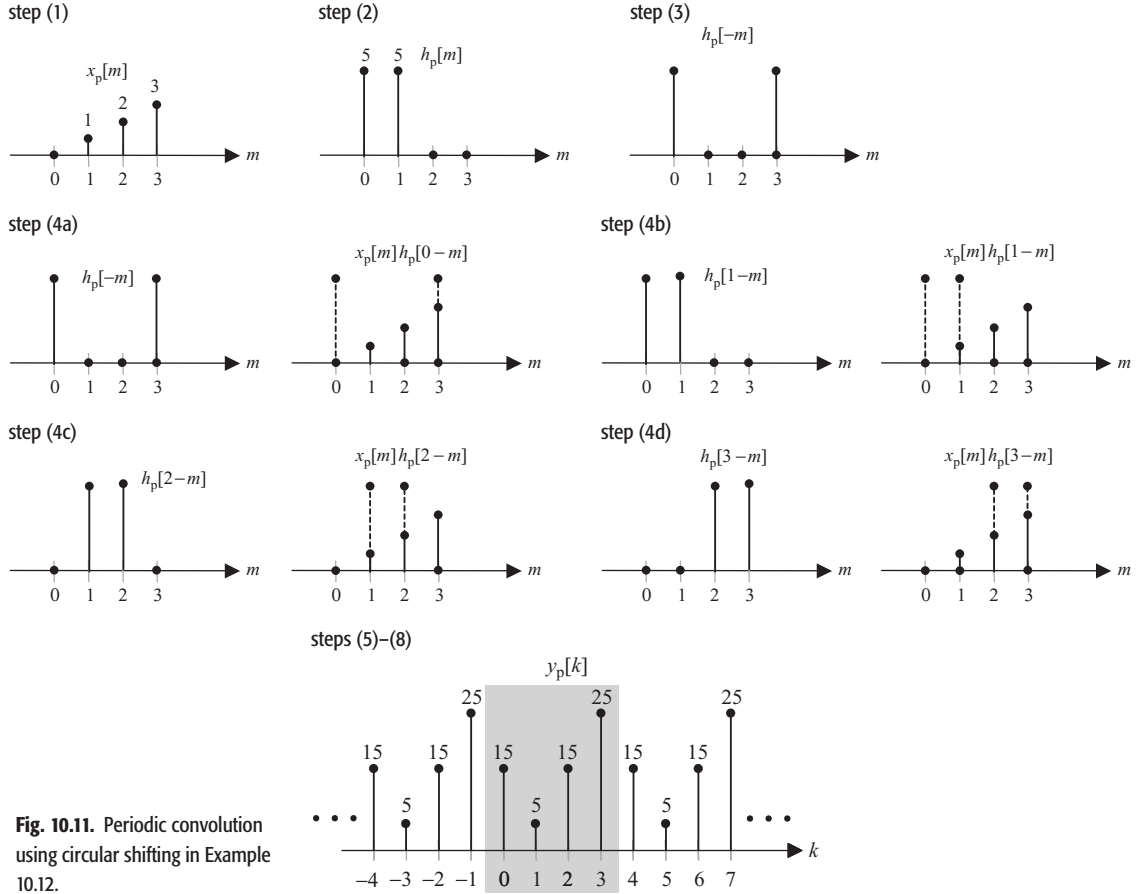 step (1)
step (2)
step (3)
x_p[m]
1
2
3
m
0 1 2 3
5 5 h_p[m]
m
0 1 2 3
h_p[−m]
m
0 1 2 3
step (4a)
step (4b)
h_p[−m]
m
0 1 2 3
x_p[m]h_p[0−m]
m
0 1 2 3
h_p[1−m]
m
0 1 2 3
x_p[m]h_p[1−m]
m
0 1 2 3
step (4c)
step (4d)
h_p[2−m]
m
0 1 2 3
x_p[m]h_p[2−m]
m
0 1 2 3
h_p[3−m]
m
0 1 2 3
x_p[m]h_p[3−m]
m
0 1 2 3
steps (5)–(8)
y_p[k]
15 5 15 25 15 5 15 25 15 5 15 25
• • • • • •
k
−4 −3 −2 −1 0 1 2 3 4 5 6 7
Fig. 10.11. Periodic convolution
using circular shifting in Example
10.12.